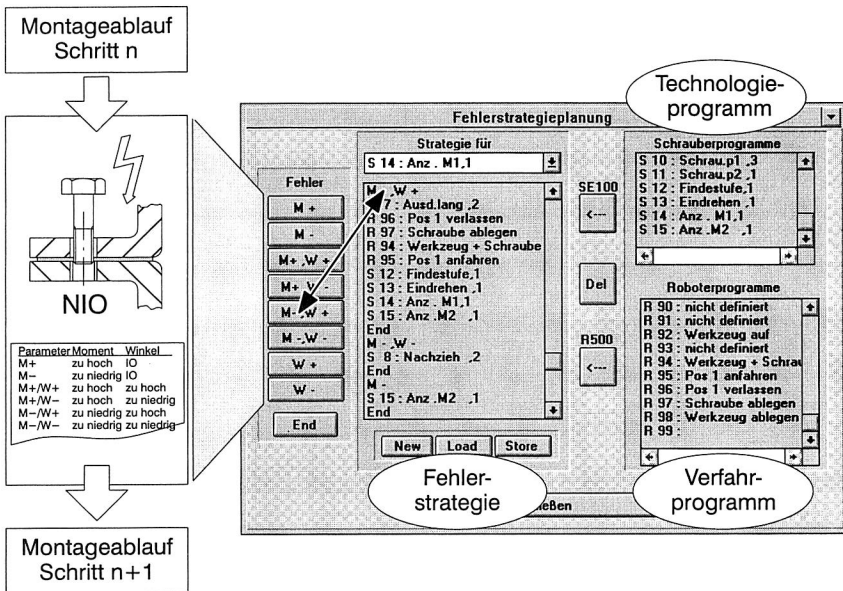 Montageablauf
Schritt n
NIO
Parameter Moment Winkel
M+ zu hoch IO
M– zu niedrig IO
M+/W+ zu hoch zu hoch
M+/W– zu hoch zu niedrig
M–/W+ zu niedrig zu hoch
M–/W– zu niedrig zu niedrig
Montageablauf
Schritt n+1
Fehlerstrategieplanung
Fehler
M +
M -
M+ ,W +
M+ ,W -
M- ,W +
M -,W -
W +
W -
End
Strategie für
S 14 : Anz . M1,1
M ,W +
7 : Ausd.lang ,2
R 96 : Pos 1 verlassen
R 97 : Schraube ablegen
R 94 : Werkzeug + Schraube
R 95 : Pos 1 anfahren
S 12 : Findestufe,1
S 13 : Eindrehen ,1
S 14 : Anz . M1,1
S 15 : Anz .M2 ,1
End
M - ,W -
S 8 : Nachzieh ,2
End
M -
S 15 : Anz .M2 ,1
End
New Load Store
SE100
<---
Del
R500
<---
Technologie-
programm
Schrauberprogramme
S 10 : Schrau.p1 ,3
S 11 : Schrau.p2 ,1
S 12 : Findestufe,1
S 13 : Eindrehen ,1
S 14 : Anz . M1,1
S 15 : Anz .M2 ,1
Roboterprogramme
R 90 : nicht definiert
R 91 : nicht definiert
R 92 : Werkzeug auf
R 93 : nicht definiert
R 94 : Werkzeug + Schrau
R 95 : Pos 1 anfahren
R 96 : Pos 1 verlassen
R 97 : Schraube ablegen
R 98 : Werkzeug ablegen
R 99 :
Fehler-
strategie
Verfahr-
programm